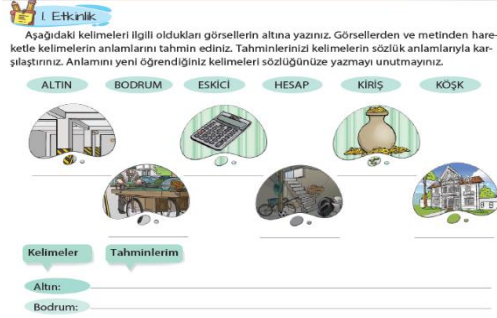 1. Etkinlik
Aşağıdaki kelimeleri ilgili oldukları görsellerin altına yazınız. Görsellerden ve metinden hare-
ketle kelimelerin anlamlarını tahmin ediniz. Tahminlerinizi kelimelerin sözlük anlamlarıyla kar-
şılaştırınız. Anlamını yeni öğrendiğiniz kelimeleri sözlüğünüze yazmayı unutmayınız.
ALTIN BODRUM ESKİCİ HESAP KİRİŞ KÖŞK
Kelimeler Tahminlerim
Altın:
Bodrum: